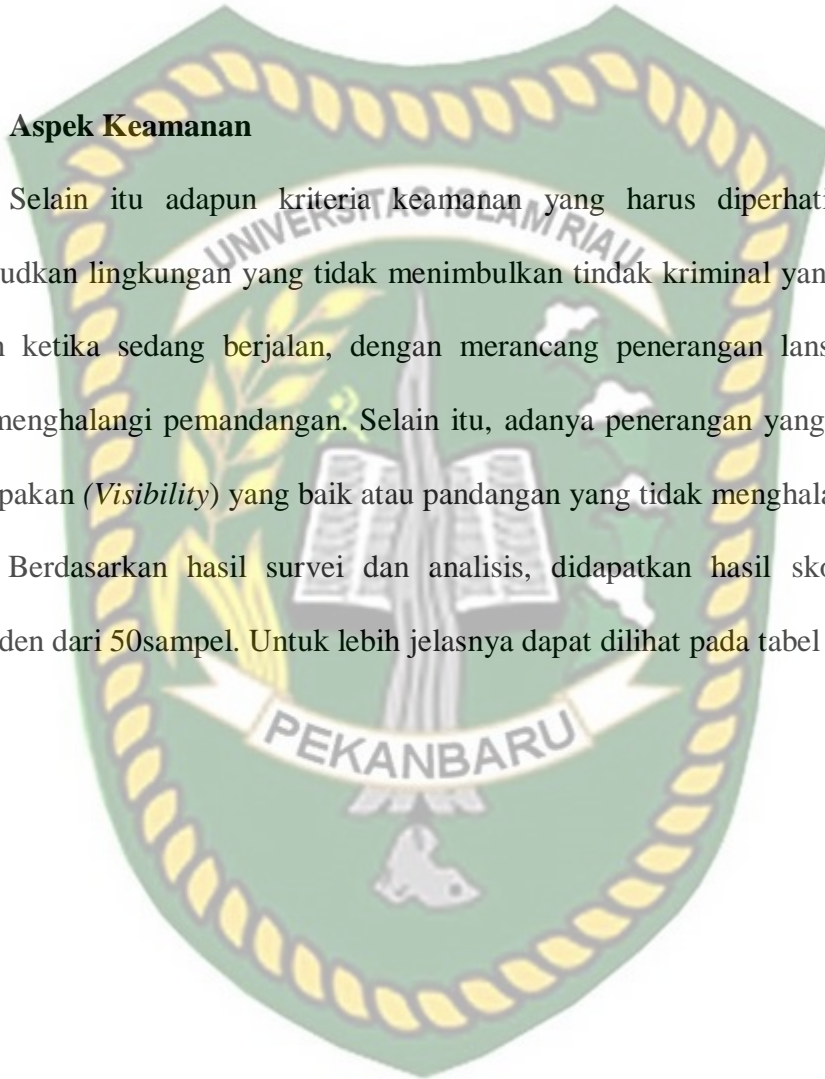 Aspek Keamanan
Selain itu adapun kriteria keamanan yang harus diperhati
udkan lingkungan yang tidak menimbulkan tindak kriminal yan
n ketika sedang berjalan, dengan merancang penerangan lans
menghalangi pemandangan. Selain itu, adanya penerangan yang
pakan (Visibility) yang baik atau pandangan yang tidak menghala
Berdasarkan hasil survei dan analisis, didapatkan hasil sko
den dari 50sampel. Untuk lebih jelasnya dapat dilihat pada tabel
UNIVERSITAS ISLAM RIAU
PEKANBARU